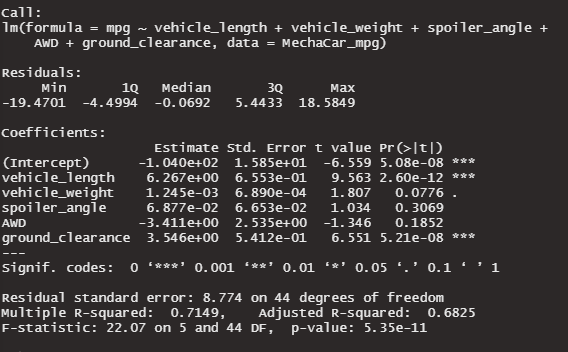 Call:
lm(formula = mpg ~ vehicle_length + vehicle_weight + spoiler_angle +
    AWD + ground_clearance, data = MechaCar_mpg)

Residuals:
     Min       1Q   Median       3Q      Max
-19.4701  -4.4994  -0.0692   5.4433  18.5849

Coefficients:
                   Estimate Std. Error t value Pr(>|t|)
(Intercept)      -1.040e+02  1.585e+01  -6.559 5.08e-08 ***
vehicle_length    6.267e+00  6.553e-01   9.563 2.60e-12 ***
vehicle_weight    1.245e-03  6.890e-04   1.807   0.0776 .
spoiler_angle     6.877e-02  6.653e-02   1.034   0.3069
AWD              -3.411e+00  2.535e+00  -1.346   0.1852
ground_clearance  3.546e+00  5.412e-01   6.551 5.21e-08 ***
---
Signif. codes:  0 ‘***’ 0.001 ‘**’ 0.01 ‘*’ 0.05 ‘.’ 0.1 ‘ ’ 1

Residual standard error: 8.774 on 44 degrees of freedom
Multiple R-squared:  0.7149,    Adjusted R-squared:  0.6825
F-statistic: 22.07 on 5 and 44 DF,  p-value: 5.35e-11